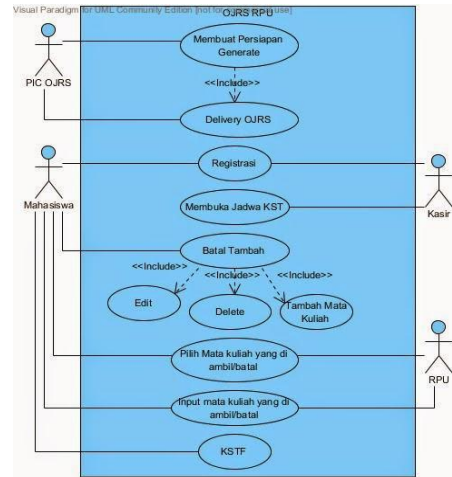 Visual Paradigm for UML Community Edition [not for commercial use]
OJRS RPU
Membuat Persiapan
Generate
PIC OJRS
<<Include>>
Delivery OJRS
Registrasi
Mahasiswa
Kasir
Membuka Jadwa KST
Batal Tambah
<<Include>>
<<Include>>
<<Include>>
Edit
Delete
Tambah Mata
Kuliah
Pilih Mata kuliah yang di
ambil/batal
RPU
Input mata kuliah yang di
ambil/batal
KSTF